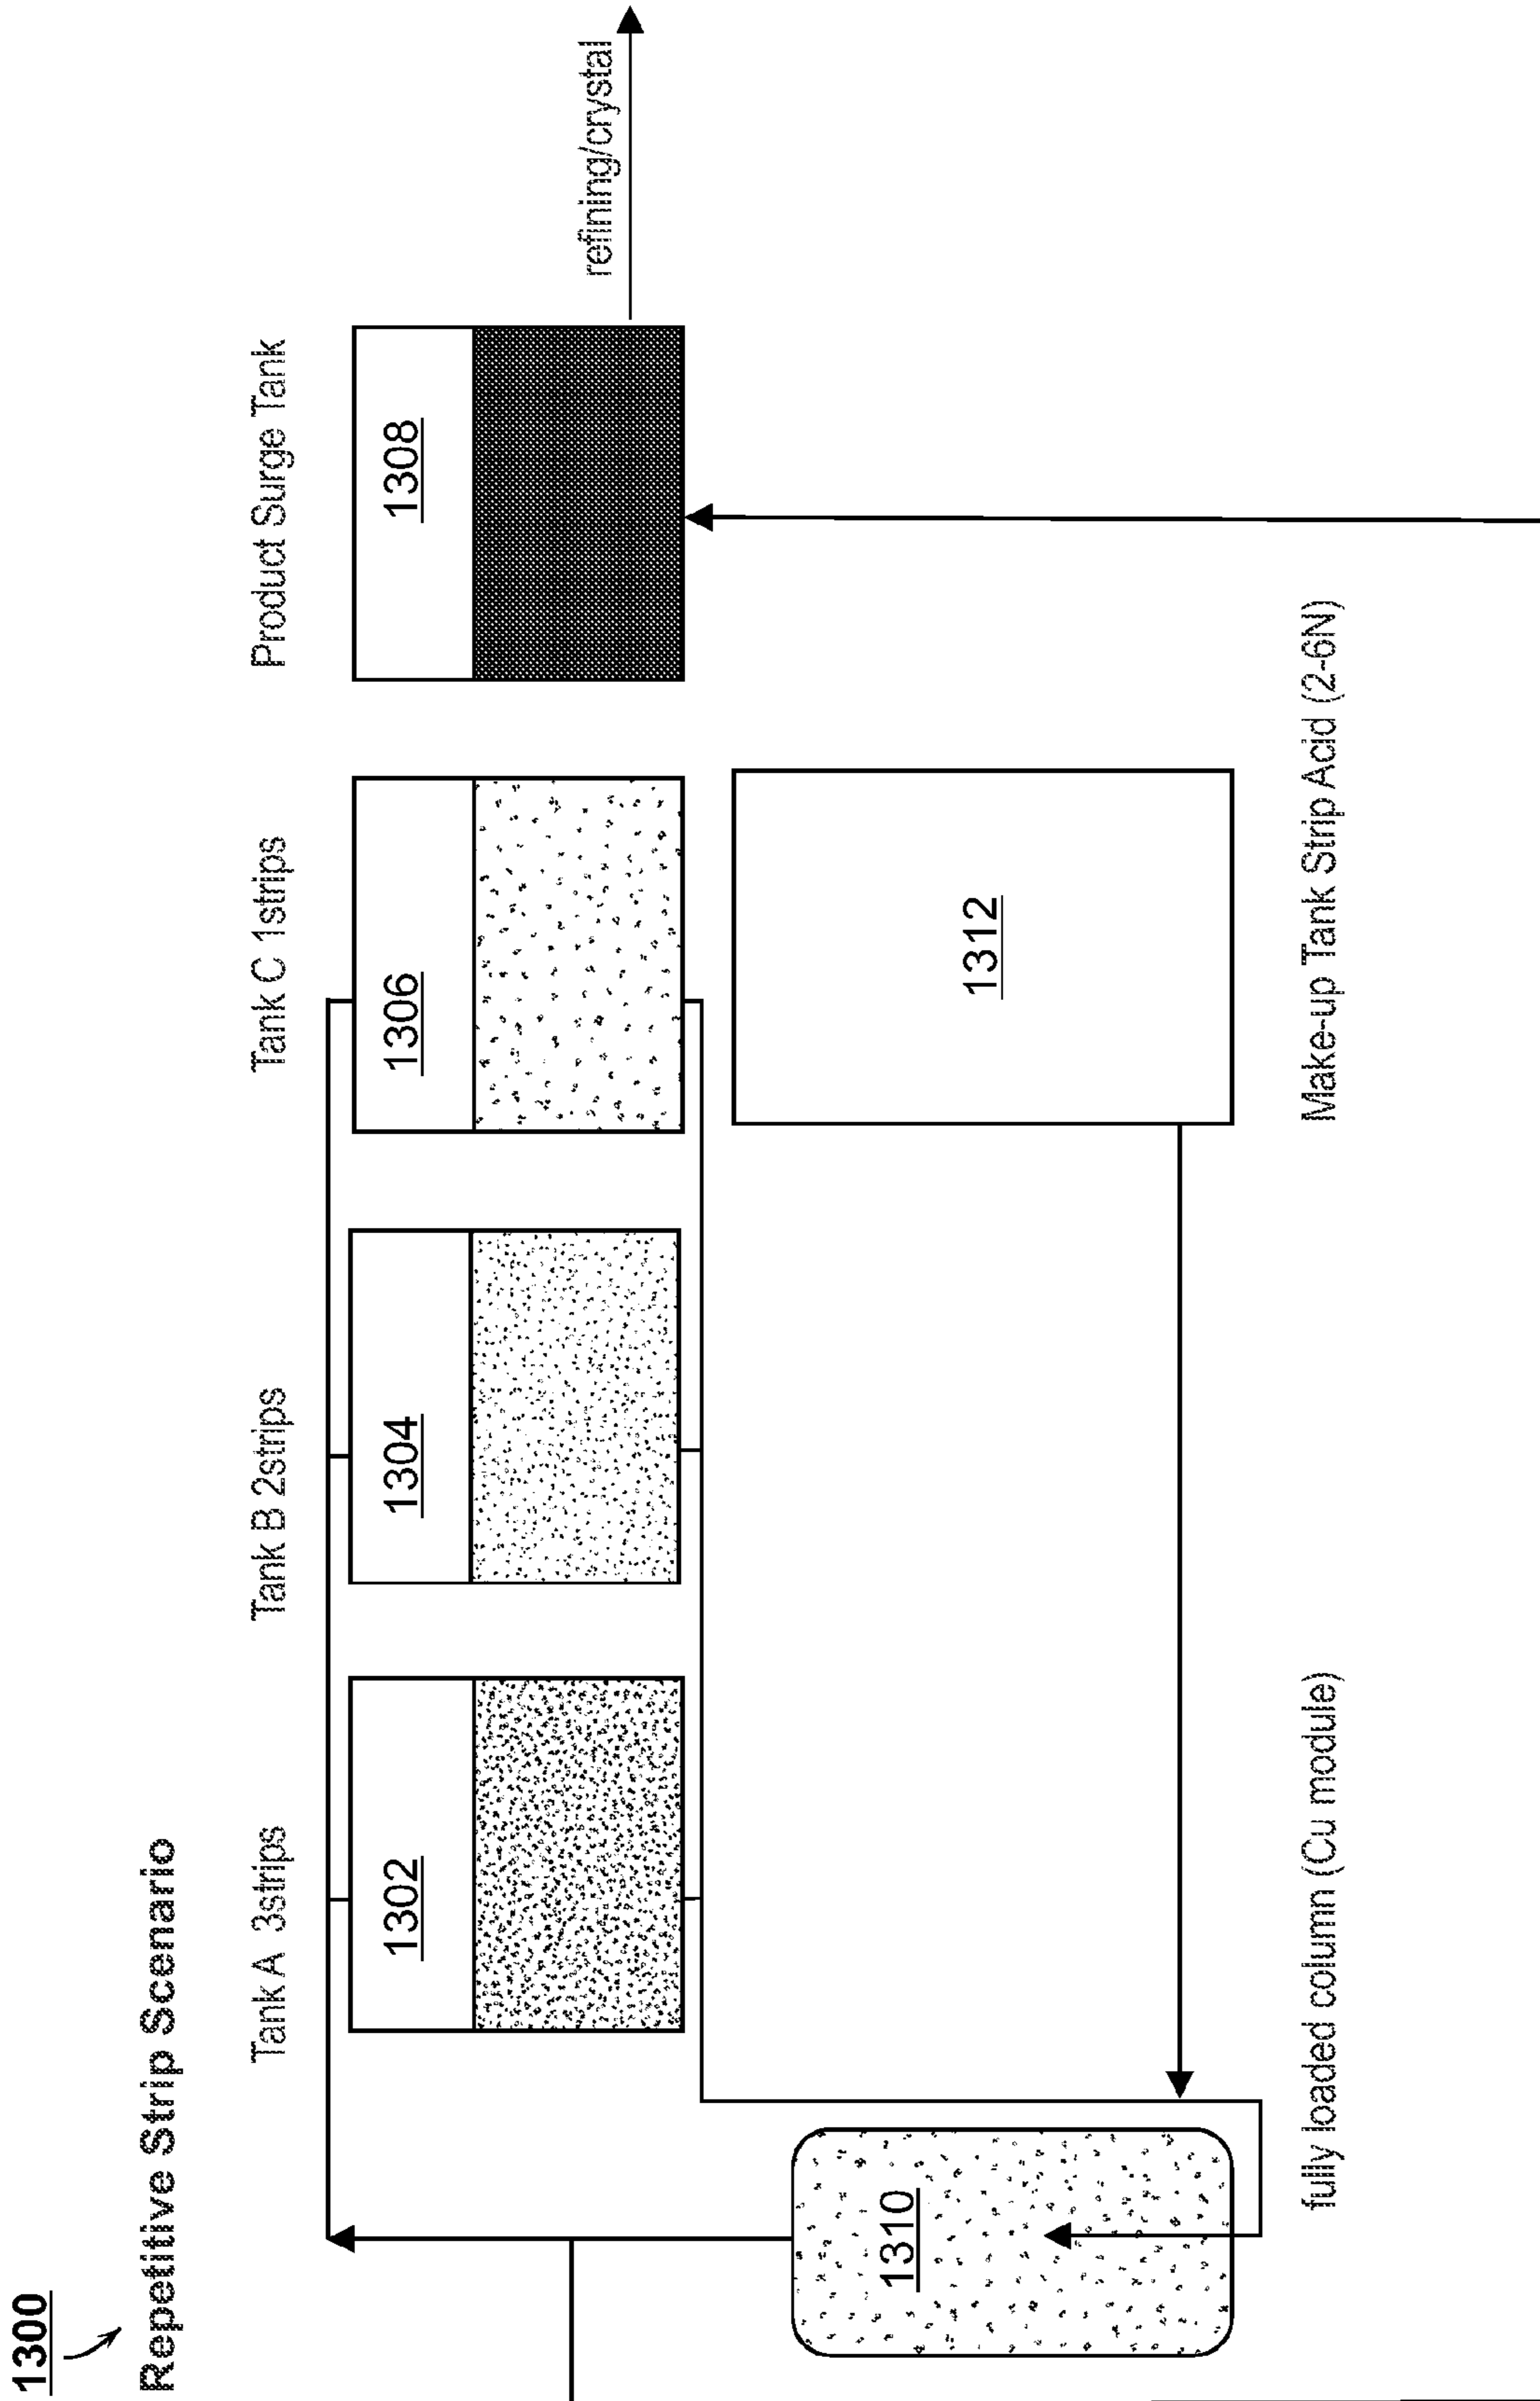 1300
Repetitive Strip Scenario
Tank A 3strips
Tank B 2strips
Tank C 1strips
Product Surge Tank
1302
1304
1306
1308
refining/crystal
1310
1312
fully loaded column (Cu module)
Make-up Tank Strip Acid (2-6N)